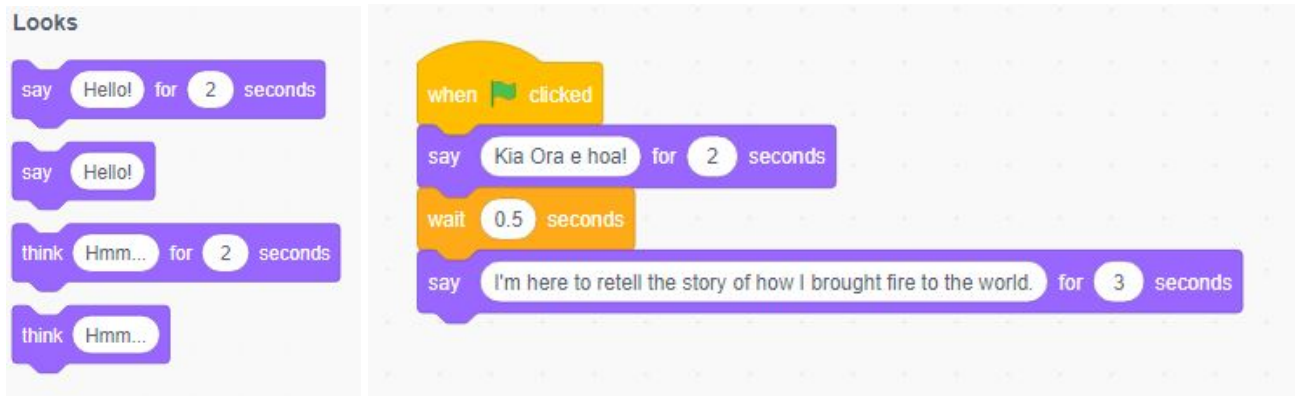 Looks
say Hello! for 2 seconds
say Hello!
think Hmm... for 2 seconds
think Hmm...
when clicked
say Kia Ora e hoa! for 2 seconds
wait 0.5 seconds
say I'm here to retell the story of how I brought fire to the world. for 3 seconds